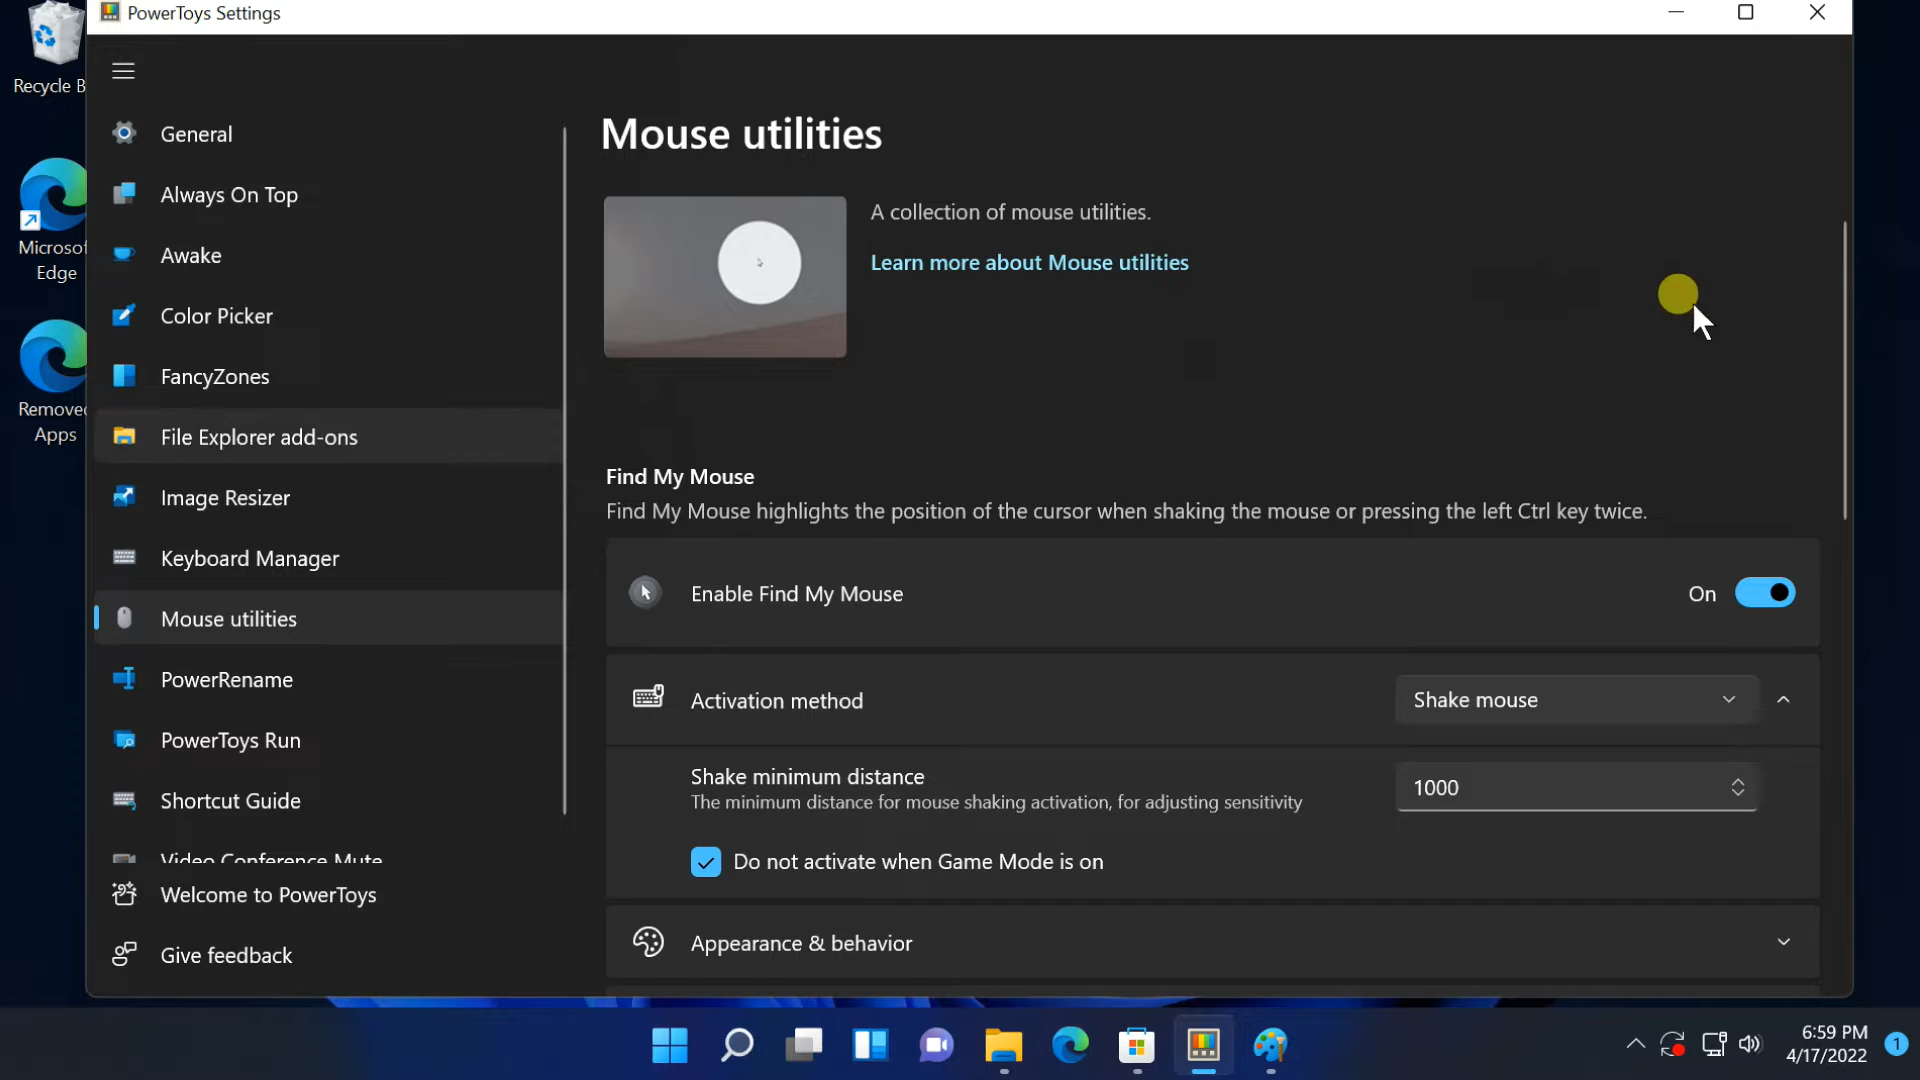 PowerToys Settings
Recycle B
Microsof
Edge
Removed
Apps
General
Always On Top
Awake
Color Picker
FancyZones
File Explorer add-ons
Image Resizer
Keyboard Manager
Mouse utilities
PowerRename
PowerToys Run
Shortcut Guide
Video Conference Mute
Welcome to PowerToys
Give feedback
Mouse utilities
A collection of mouse utilities.
Learn more about Mouse utilities
Find My Mouse
Find My Mouse highlights the position of the cursor when shaking the mouse or pressing the left Ctrl key twice.
Enable Find My Mouse
On
Activation method
Shake mouse
Shake minimum distance
The minimum distance for mouse shaking activation, for adjusting sensitivity
1000
Do not activate when Game Mode is on
Appearance & behavior
6:59 PM
4/17/2022
1